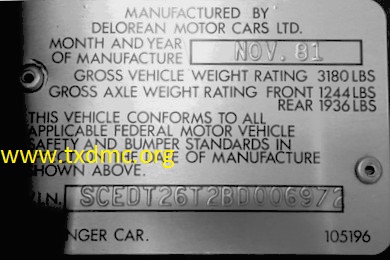 MANUFACTURED BY
DELOREAN MOTOR CARS LTD.
MONTH AND YEAR
OF MANUFACTURE NOV. 81
GROSS VEHICLE WEIGHT RATING 3180 LBS
GROSS AXLE WEIGHT RATING FRONT 1244 LBS
REAR 1936 LBS
THIS VEHICLE CONFORMS TO ALL
APPLICABLE FEDERAL MOTOR VEHICLE
SAFETY AND BUMPER STANDARDS IN
www.txdmc.org
OF MANUFACTURE
SHOWN ABOVE.
I.N. SCEDT26T2BD006972
NGER CAR. 105196